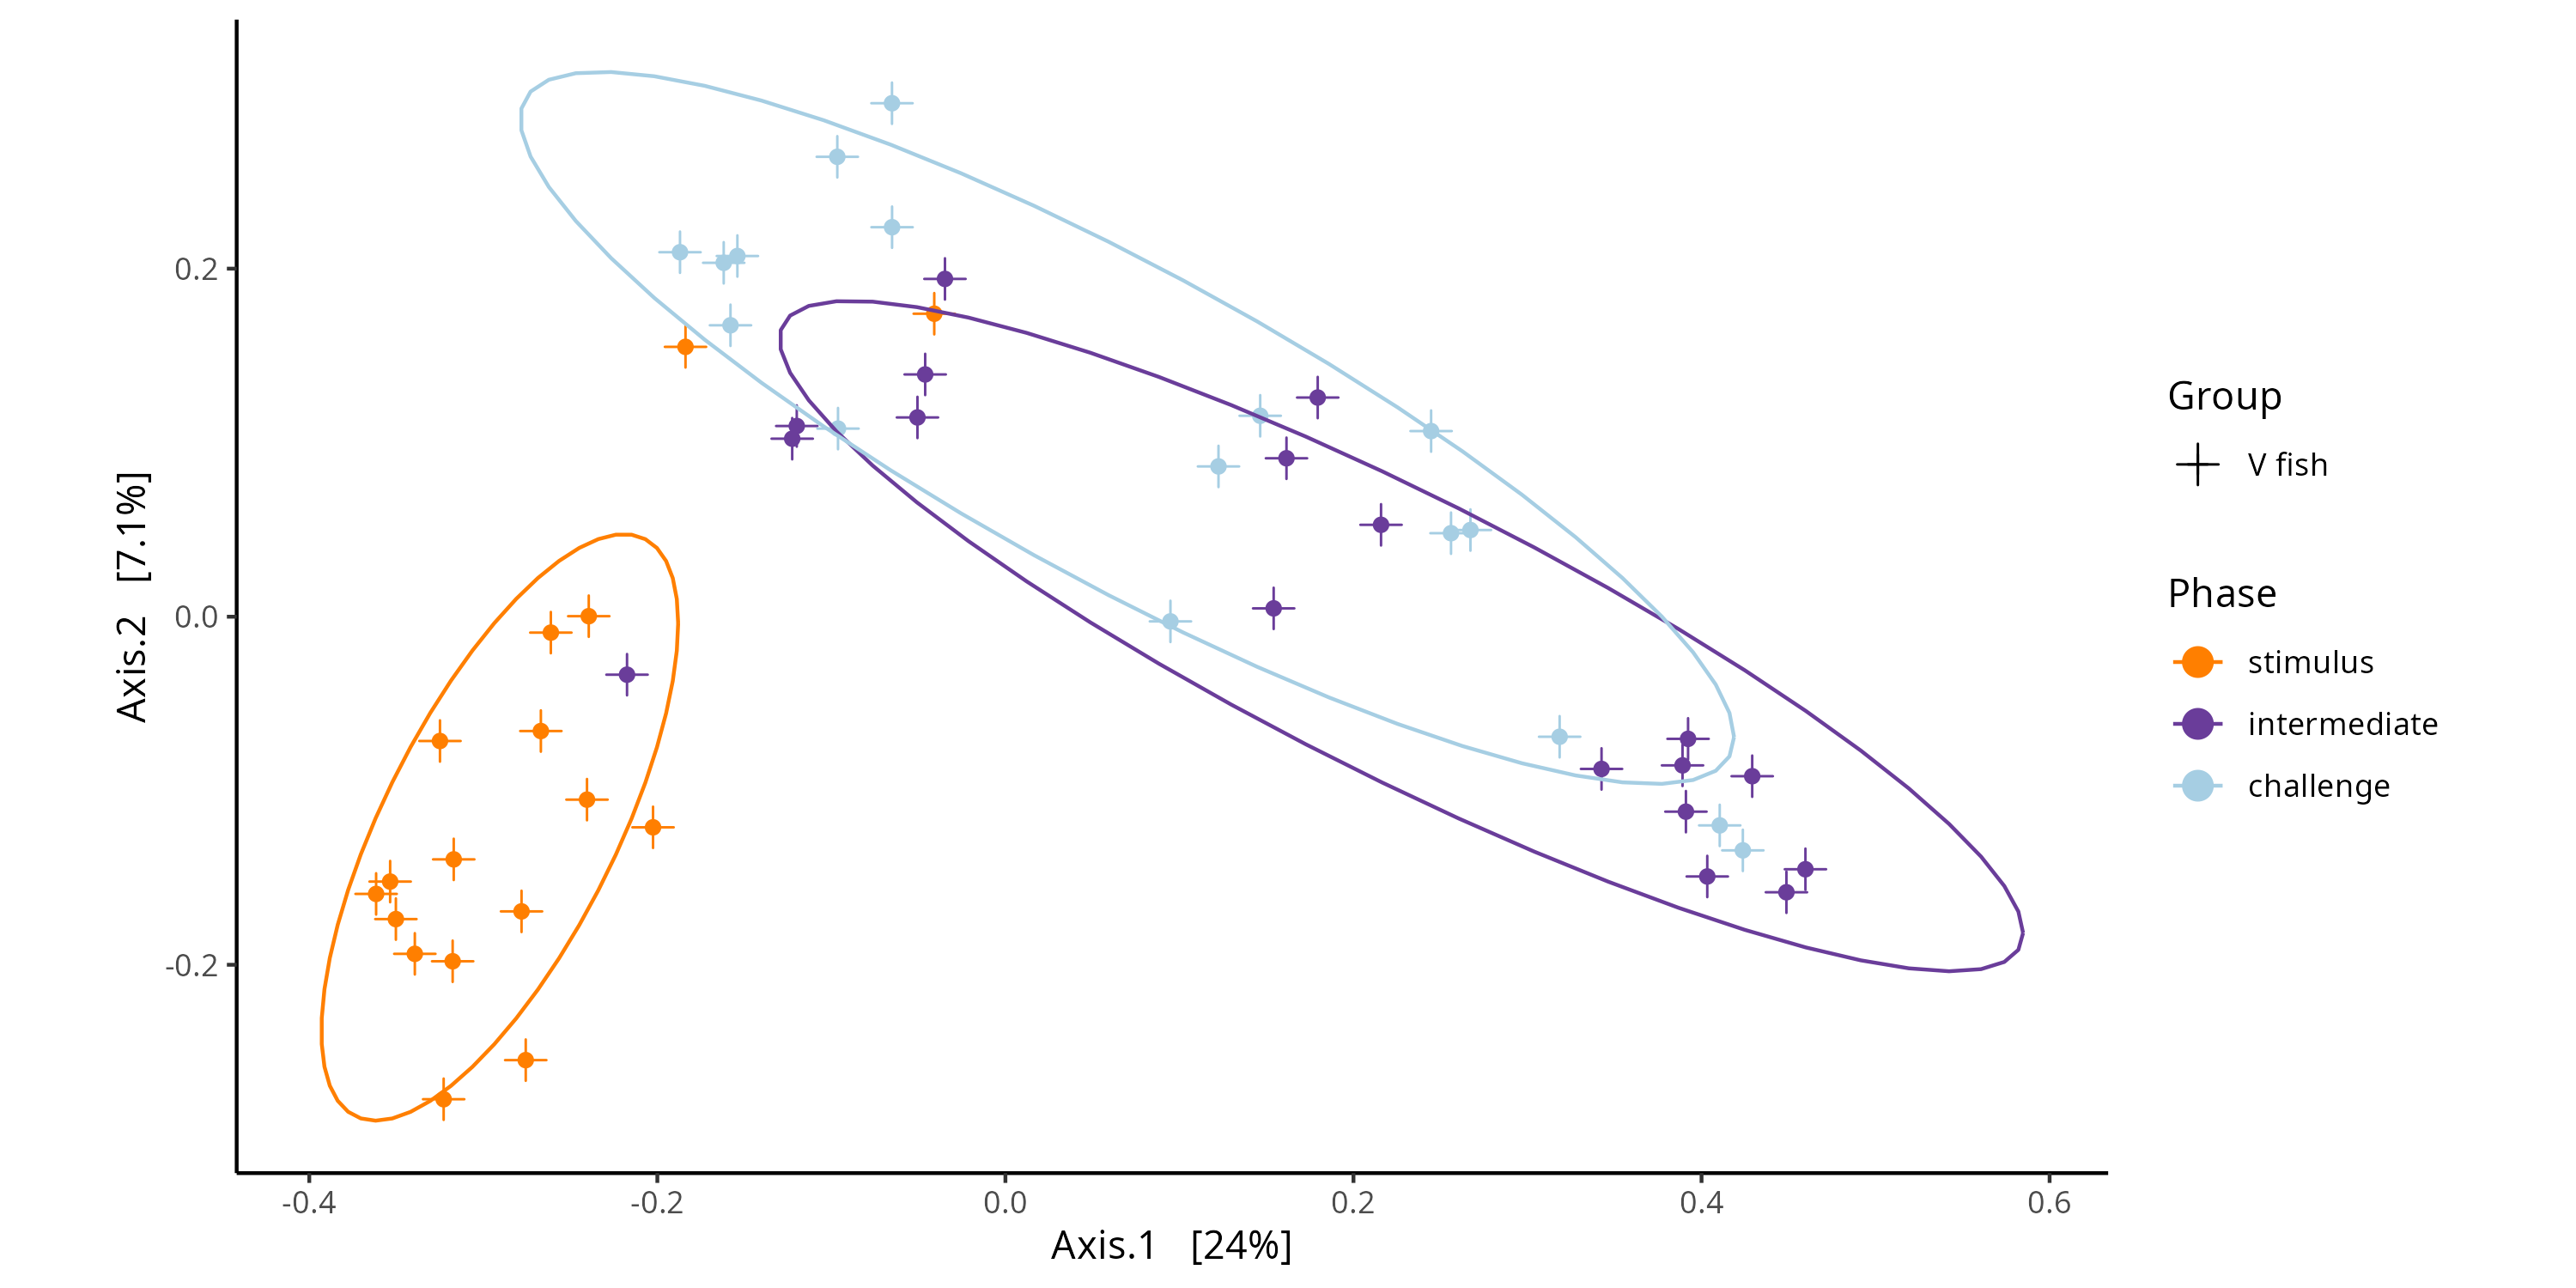 0.2
0.0
-0.2
Axis.2 [7.1%]
-0.4
-0.2
0.0
0.2
0.4
0.6
Axis.1 [24%]
Group
V fish
Phase
stimulus
intermediate
challenge